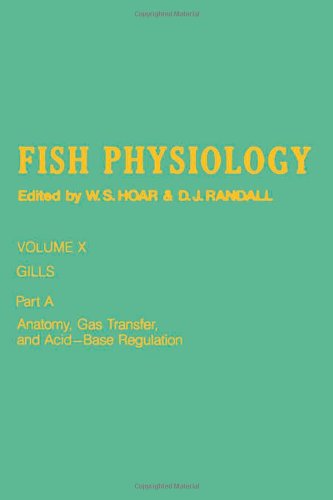 FISH PHYSIOLOGY
Edited by W. S. HOAR & D. J. RANDALL
VOLUME X
GILLS
Part A
Anatomy, Gas Transfer,
and Acid–Base Regulation